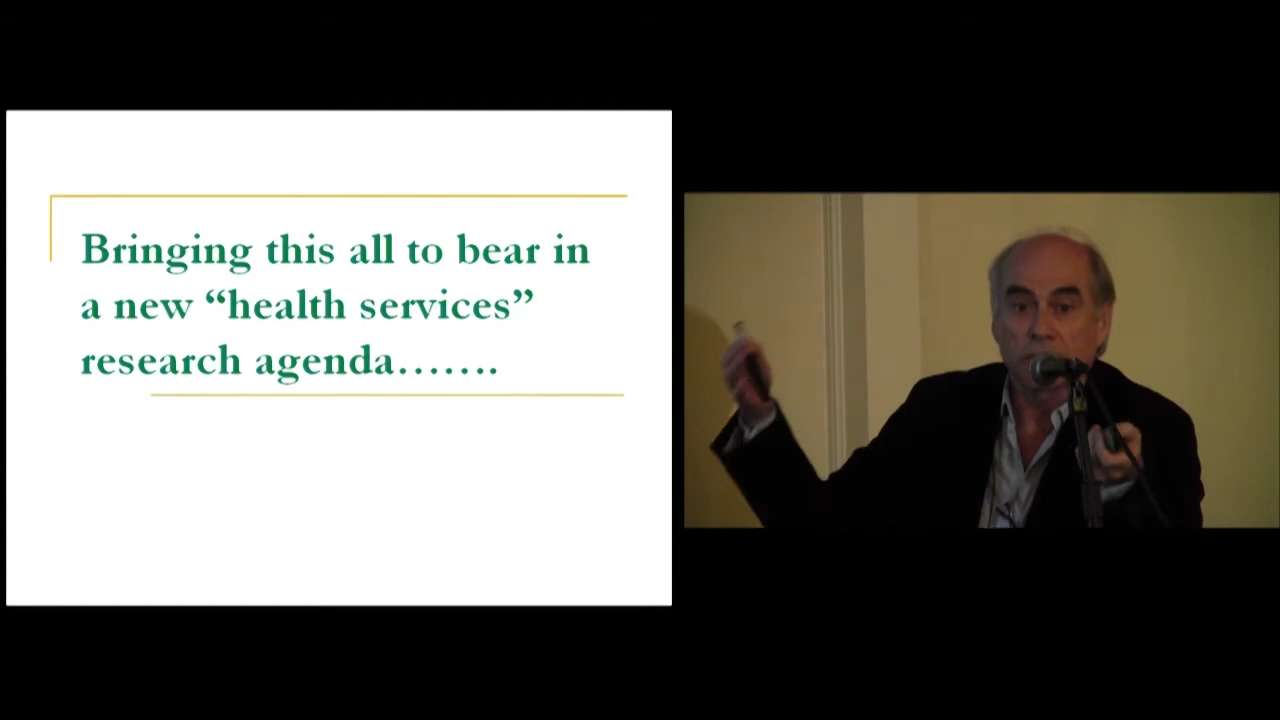 Bringing this all to bear in
a new “health services”
research agenda…….